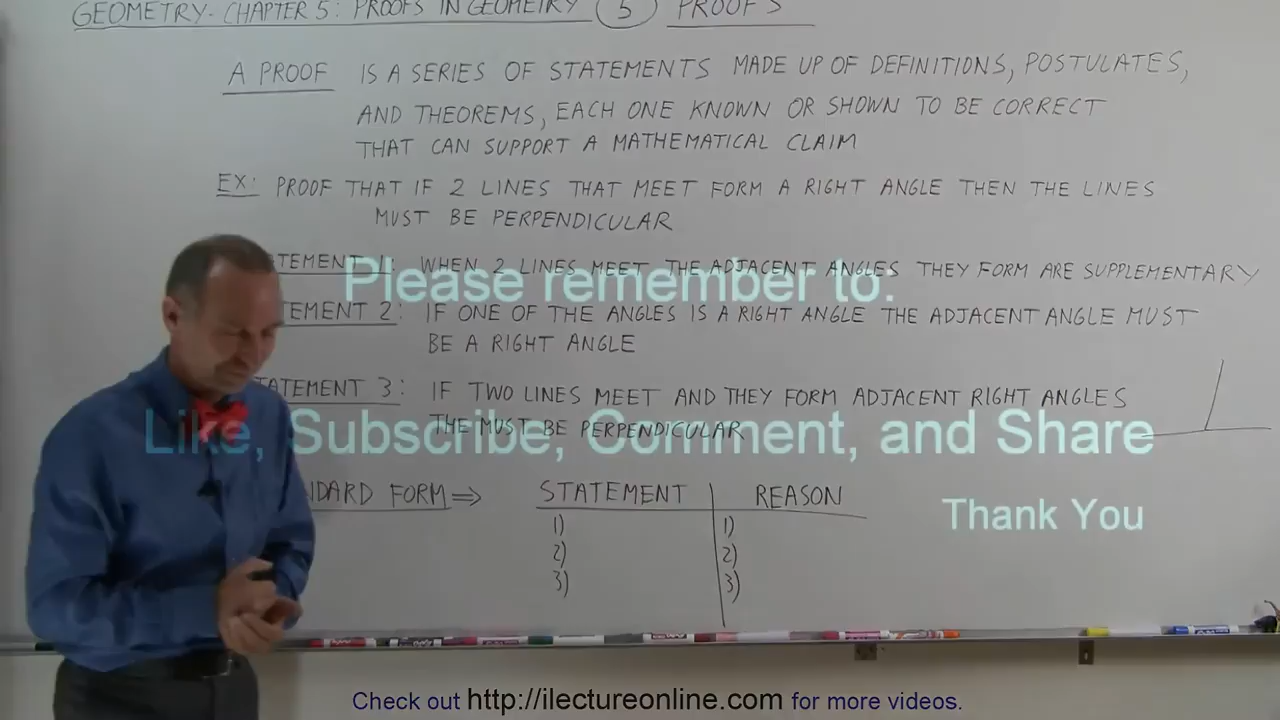 GEOMETRY- CHAPTER 5: PROOFS IN GEOMETRY 5 PROOFS
A PROOF IS A SERIES OF STATEMENTS MADE UP OF DEFINITIONS, POSTULATES,
AND THEOREMS, EACH ONE KNOWN OR SHOWN TO BE CORRECT
THAT CAN SUPPORT A MATHEMATICAL CLAIM
EX: PROOF THAT IF 2 LINES THAT MEET FORM A RIGHT ANGLE THEN THE LINES
MUST BE PERPENDICULAR
TEMENT 1: WHEN 2 LINES MEET THE ADJACENT ANGLES THEY FORM ARE SUPPLEMENTARY
Please remember to:
TEMENT 2: IF ONE OF THE ANGLES IS A RIGHT ANGLE THE ADJACENT ANGLE MUST
BE A RIGHT ANGLE
TATEMENT 3: IF TWO LINES MEET AND THEY FORM ADJACENT RIGHT ANGLES
THE MUST BE PERPENDICULAR
Like, Subscribe, Comment, and Share
NDARD FORM ⇒ STATEMENT REASON
Thank You
1) 1)
2) 2)
3) 3)
Check out http://ilectureonline.com for more videos.